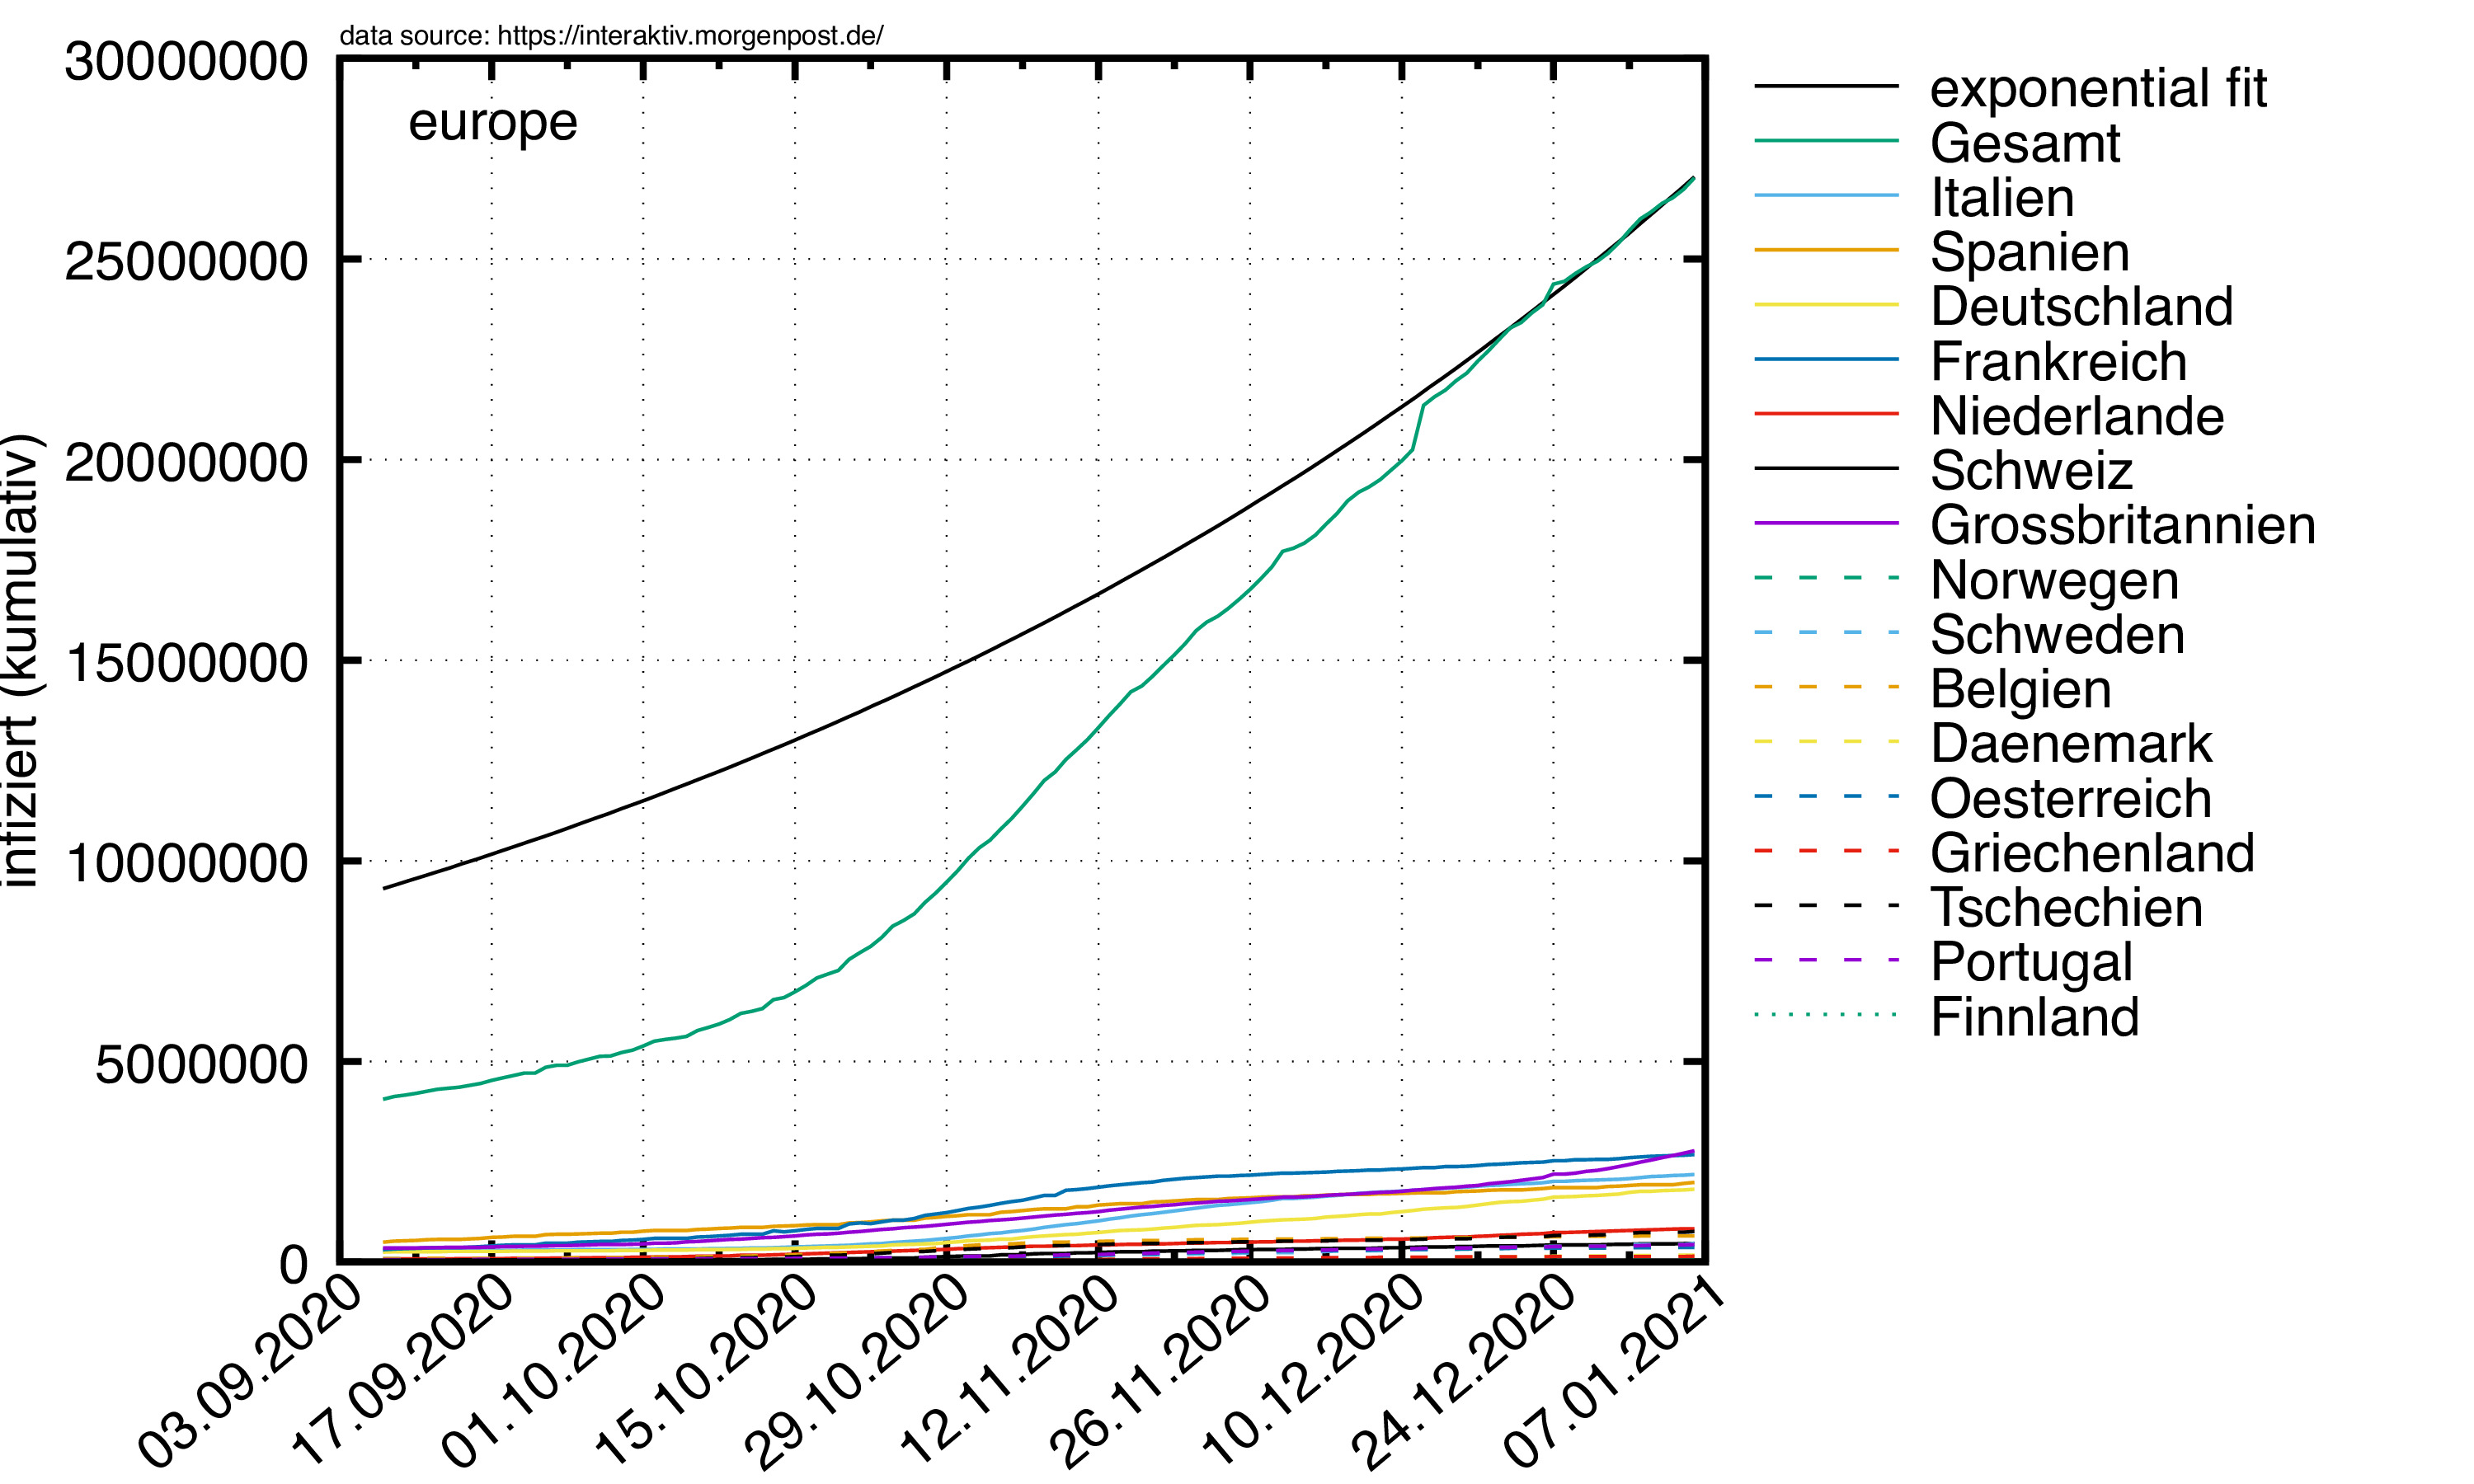 data source: https://interaktiv.morgenpost.de/
europe
infiziert (kumulativ)
30000000
25000000
20000000
15000000
10000000
5000000
0
03.09.2020
17.09.2020
01.10.2020
15.10.2020
29.10.2020
12.11.2020
26.11.2020
10.12.2020
24.12.2020
07.01.2021
exponential fit
Gesamt
Italien
Spanien
Deutschland
Frankreich
Niederlande
Schweiz
Grossbritannien
Norwegen
Schweden
Belgien
Daenemark
Oesterreich
Griechenland
Tschechien
Portugal
Finnland